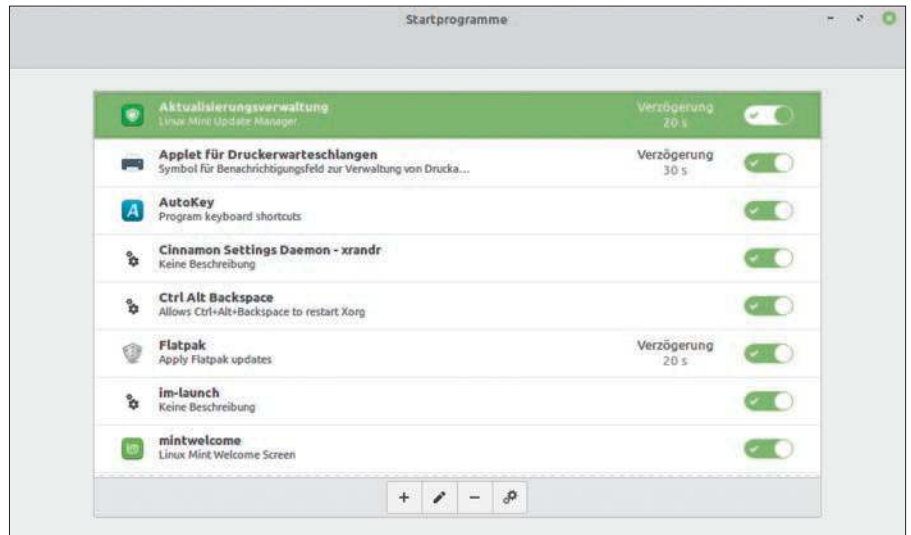 Startprogramme
Aktualisierungsverwaltung
Linux Mint Update Manager
Verzögerung
20 s
Applet für Druckerwarteschlangen
Symbol für Benachrichtigungsfeld zur Verwaltung von Drucka...
Verzögerung
30 s
AutoKey
Program keyboard shortcuts
Cinnamon Settings Daemon - xrandr
Keine Beschreibung
Ctrl Alt Backspace
Allows Ctrl+Alt+Backspace to restart Xorg
Flatpak
Apply Flatpak updates
Verzögerung
20 s
im-launch
Keine Beschreibung
mintwelcome
Linux Mint Welcome Screen